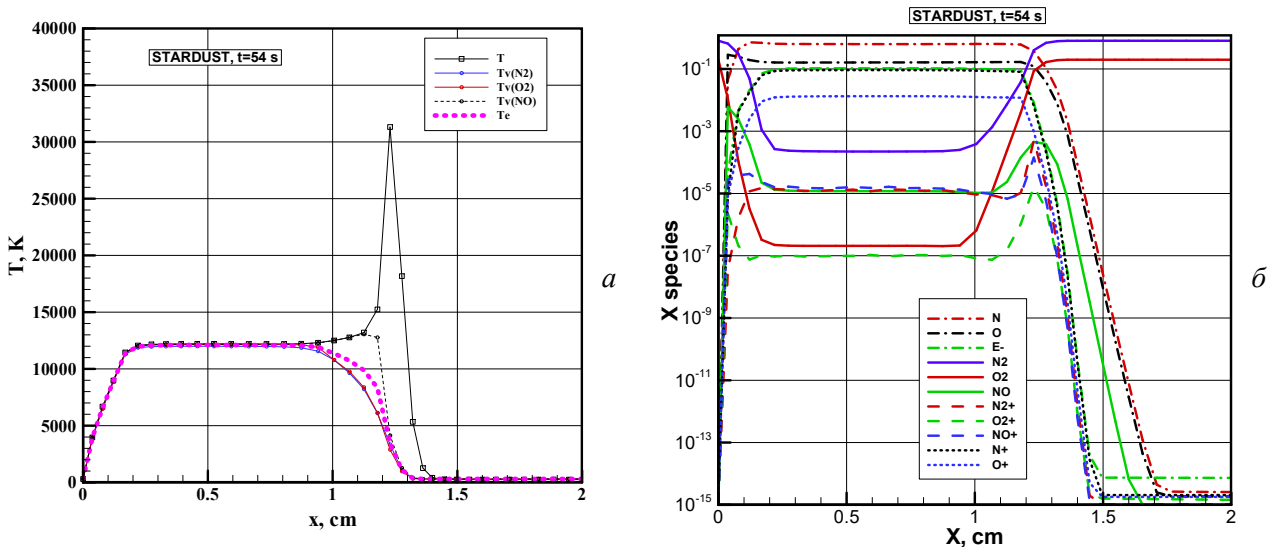 STARDUST, t=54 s
T
Tv(N2)
Tv(O2)
Tv(NO)
Te
T, K
40000
35000
30000
25000
20000
15000
10000
5000
0
0 0.5 1 1.5 2
x, cm
а
STARDUST, t=54 s
X species
10⁻¹
10⁻³
10⁻⁵
10⁻⁷
10⁻⁹
10⁻¹¹
10⁻¹³
10⁻¹⁵
N
O
E-
N2
O2
NO
N2+
O2+
NO+
N+
O+
0 0.5 1 1.5 2
X, cm
б